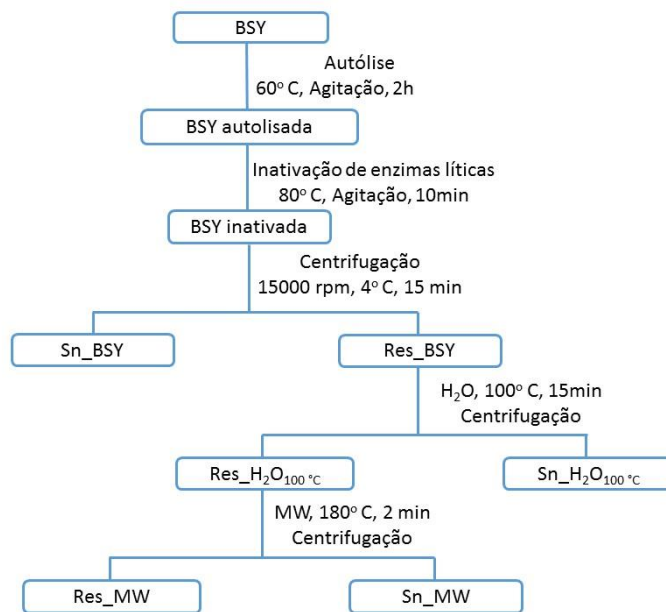 BSY
Autólise
60º C, Agitação, 2h
BSY autolisada
Inativação de enzimas líticas
80º C, Agitação, 10min
BSY inativada
Centrifugação
15000 rpm, 4º C, 15 min
Sn_BSY
Res_BSY
H₂O, 100º C, 15min
Centrifugação
Res_H₂O₁₀₀ °C
Sn_H₂O₁₀₀ °C
MW, 180º C, 2 min
Centrifugação
Res_MW
Sn_MW